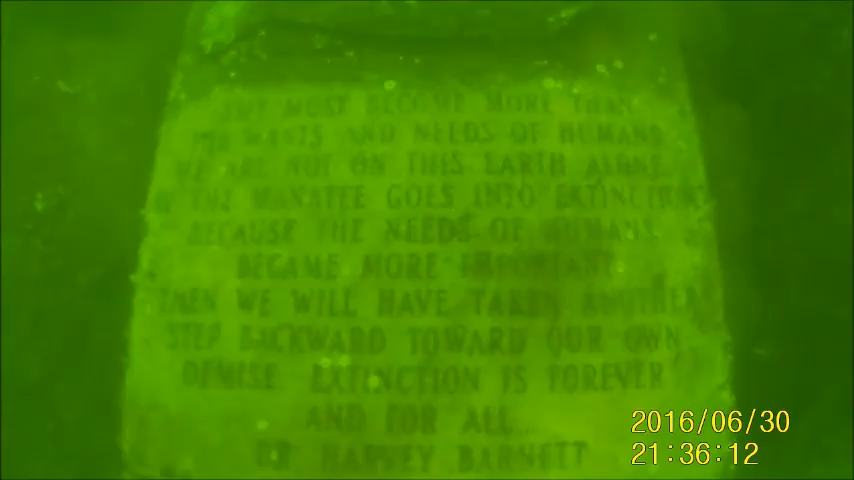 MUST BECOME MORE THAN
THE WANTS AND NEEDS OF HUMANS
WE ARE NOT ON THIS EARTH ALONE
IF THE MANATEE GOES INTO EXTINCTION
BECAUSE THE NEEDS OF HUMANS
BECAME MORE IMPORTANT
THEN WE WILL HAVE TAKEN ANOTHER
STEP BACKWARD TOWARD OUR OWN
DEMISE EXTINCTION IS FOREVER
AND FOR ALL..
DR HARVEY BARNETT
2016/06/30
21:36:12